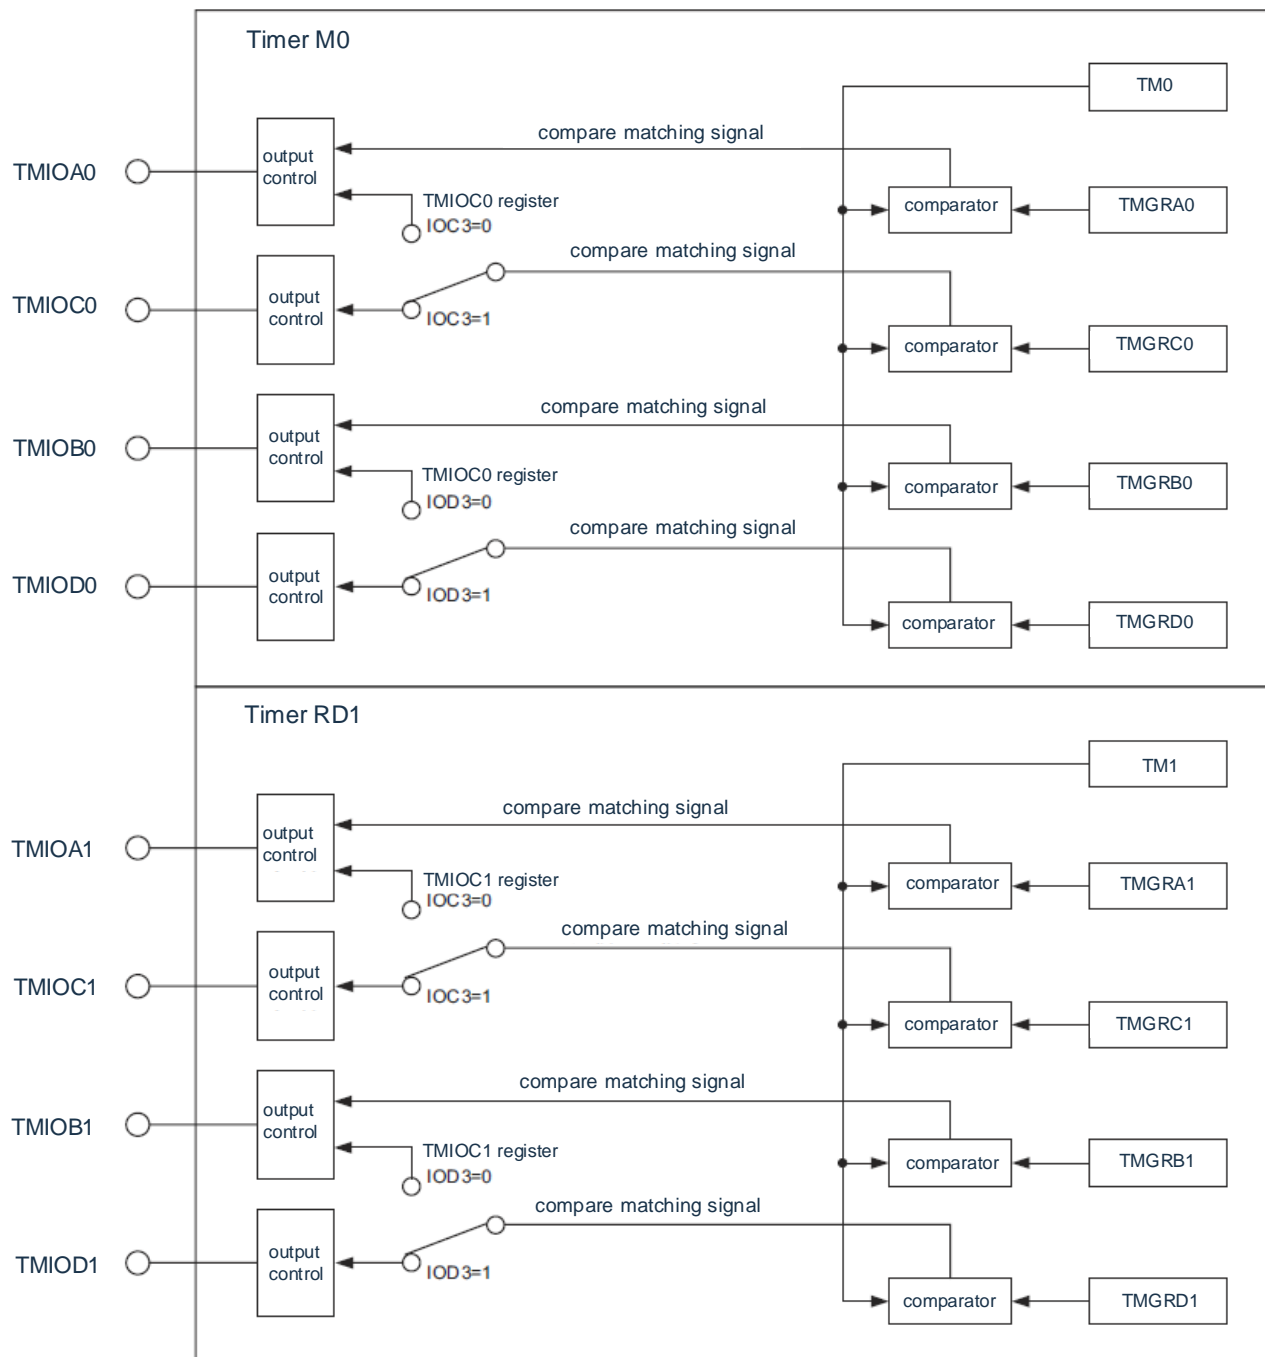 Timer M0
TM0
compare matching signal
output
control
TMIOA0
TMIOC0 register
IOC3=0
comparator
TMGRA0
compare matching signal
TMIOC0
output
control
IOC3=1
comparator
TMGRC0
compare matching signal
TMIOB0
output
control
TMIOC0 register
IOD3=0
comparator
TMGRB0
compare matching signal
TMIOD0
output
control
IOD3=1
comparator
TMGRD0
Timer RD1
TM1
compare matching signal
TMIOA1
output
control
TMIOC1 register
IOC3=0
comparator
TMGRA1
compare matching signal
TMIOC1
output
control
IOC3=1
comparator
TMGRC1
compare matching signal
TMIOB1
output
control
TMIOC1 register
IOD3=0
comparator
TMGRB1
compare matching signal
TMIOD1
output
control
IOD3=1
comparator
TMGRD1